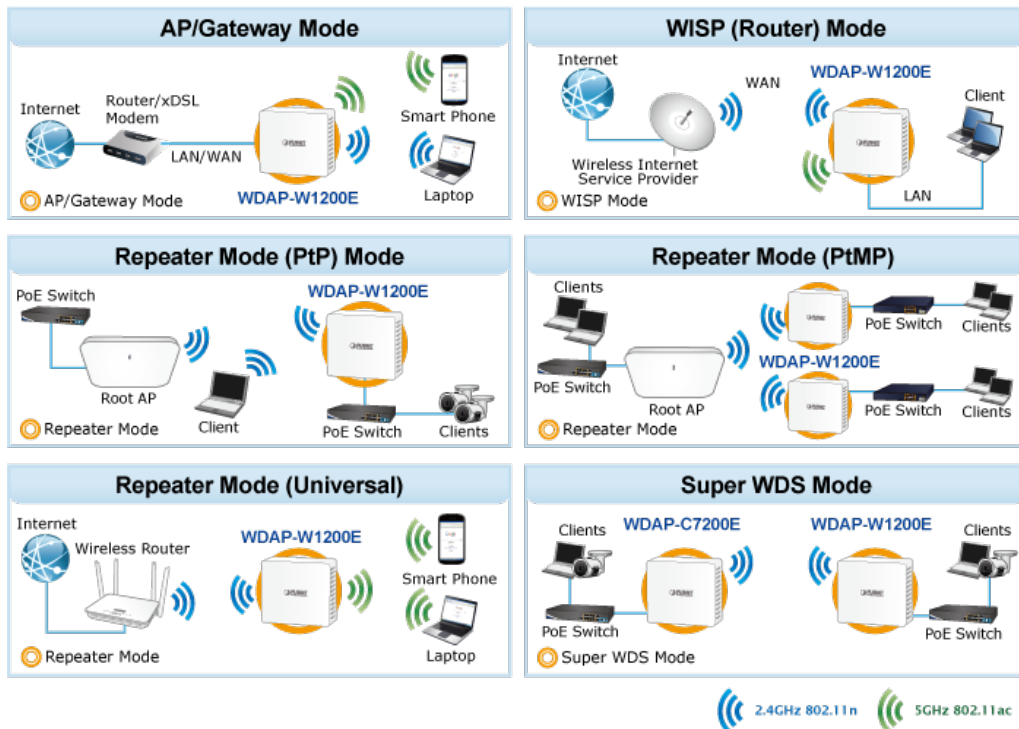 AP/Gateway Mode
Internet
Router/xDSL
Modem
LAN/WAN
WDAP-W1200E
Smart Phone
Laptop
AP/Gateway Mode
WISP (Router) Mode
Internet
WAN
WDAP-W1200E
Client
Wireless Internet
Service Provider
LAN
WISP Mode
Repeater Mode (PtP) Mode
PoE Switch
WDAP-W1200E
Root AP
Client
PoE Switch
Clients
Repeater Mode
Repeater Mode (PtMP)
Clients
PoE Switch
Root AP
WDAP-W1200E
PoE Switch
Clients
PoE Switch
Clients
Repeater Mode
Repeater Mode (Universal)
Internet
Wireless Router
WDAP-W1200E
Smart Phone
Laptop
Repeater Mode
Super WDS Mode
Clients
WDAP-C7200E
WDAP-W1200E
Clients
PoE Switch
PoE Switch
Super WDS Mode
2.4GHz 802.11n
5GHz 802.11ac